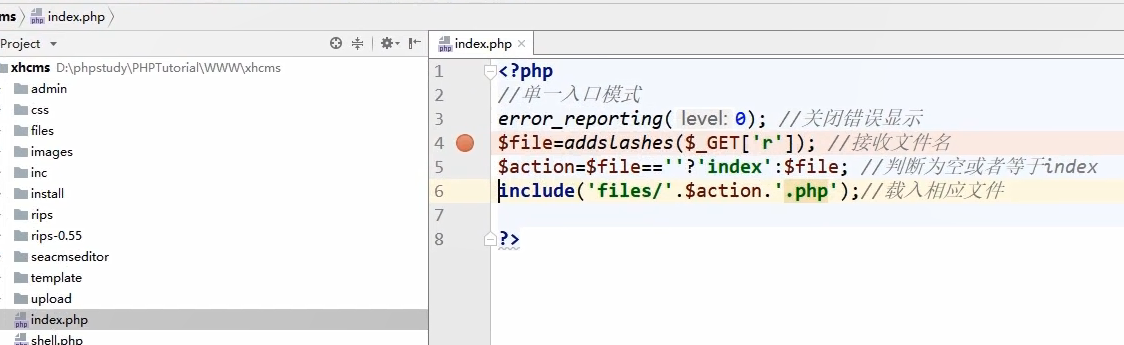 ms index.php
Project
index.php
xhcms D:\phpstudy\PHPTutorial\WWW\xhcms
admin
css
files
images
inc
install
rips
rips-0.55
seacmseditor
template
upload
index.php
shell.php
1 <?php
2 //单一入口模式
3 error_reporting( level: 0); //关闭错误显示
4 $file=addslashes($_GET['r']); //接收文件名
5 $action=$file==''?'index':$file; //判断为空或者等于index
6 include('files/'.$action.'.php');//载入相应文件
7
8 ?>